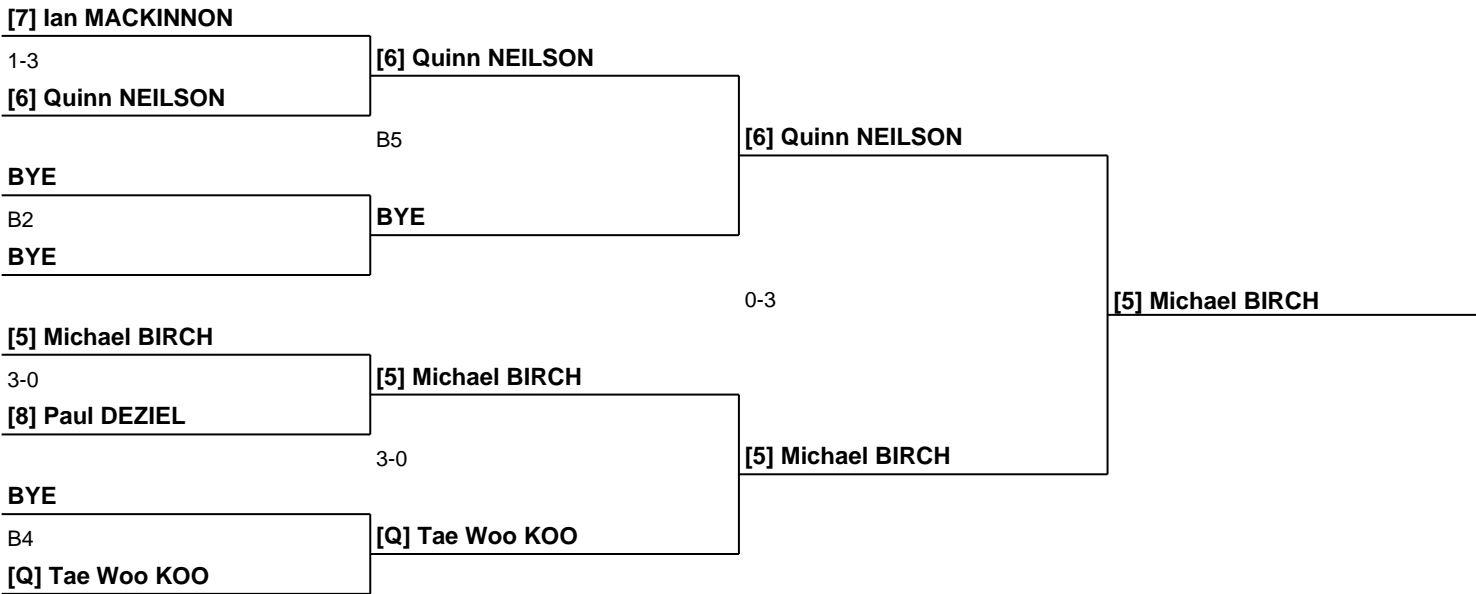 [7] Ian MACKINNON
1-3
[6] Quinn NEILSON
[6] Quinn NEILSON
B5
[6] Quinn NEILSON
BYE
B2
BYE
BYE
0-3
[5] Michael BIRCH
[5] Michael BIRCH
3-0
[8] Paul DEZIEL
[5] Michael BIRCH
3-0
[5] Michael BIRCH
BYE
B4
[Q] Tae Woo KOO
[Q] Tae Woo KOO